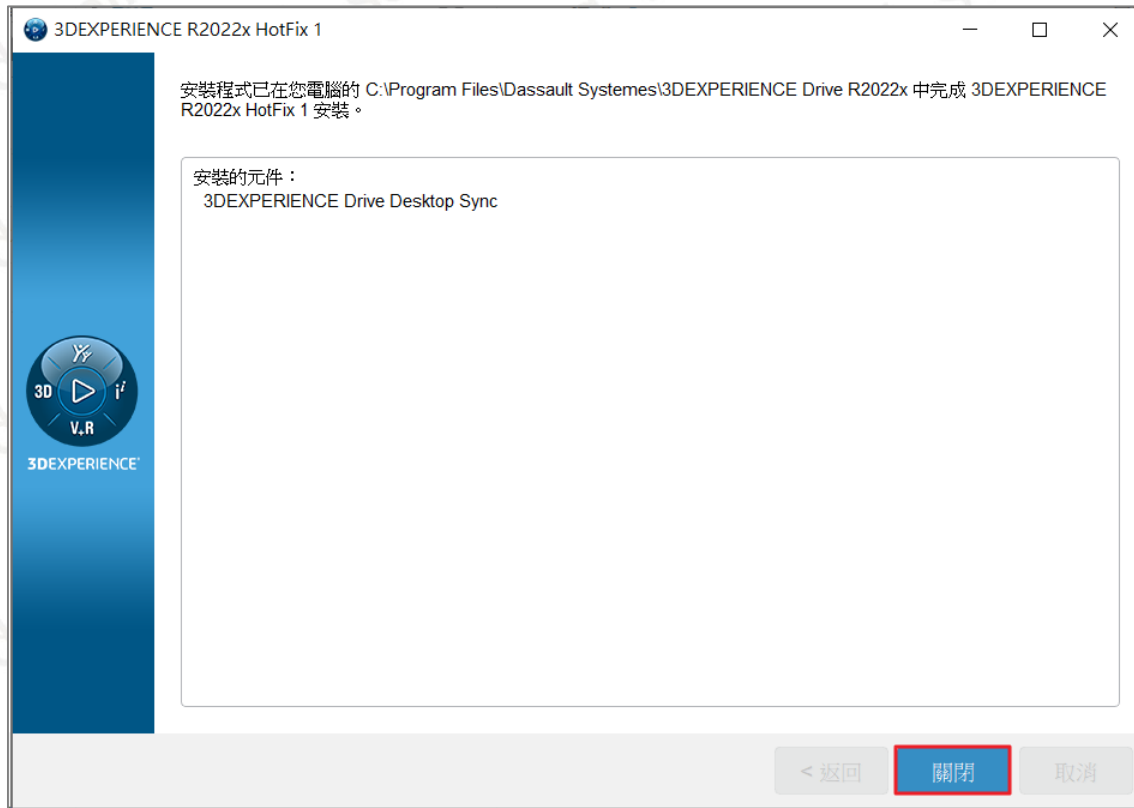 3DEXPERIENCE R2022x HotFix 1
安裝程式已在您電腦的 C:\Program Files\Dassault Systemes\3DEXPERIENCE Drive R2022x 中完成 3DEXPERIENCE
R2022x HotFix 1 安裝。
安裝的元件：
3DEXPERIENCE Drive Desktop Sync
3D
i
V+R
3DEXPERIENCE
< 返回
關閉
取消